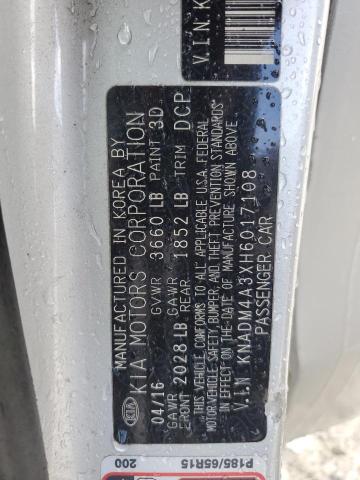 V.I.N.K
MANUFACTURED IN KOREA BY
KIA KIA MOTORS CORPORATION
04/16 GVWR 3660 LB PAINT 3D
GAWR GAWR
FRONT 2028 LB REAR 1852 LB TRIM DCP
THIS VEHICLE CONFORMS TO ALL APPLICABLE U.S.A. FEDERAL
MOTOR VEHICLE SAFETY, BUMPER, AND THEFT PREVENTION STANDARDS
IN EFFECT ON THE DATE OF MANUFACTURE SHOWN ABOVE.
V.I.N KNADM4A3XH6017108
PASSENGER CAR
P185/65R15
200